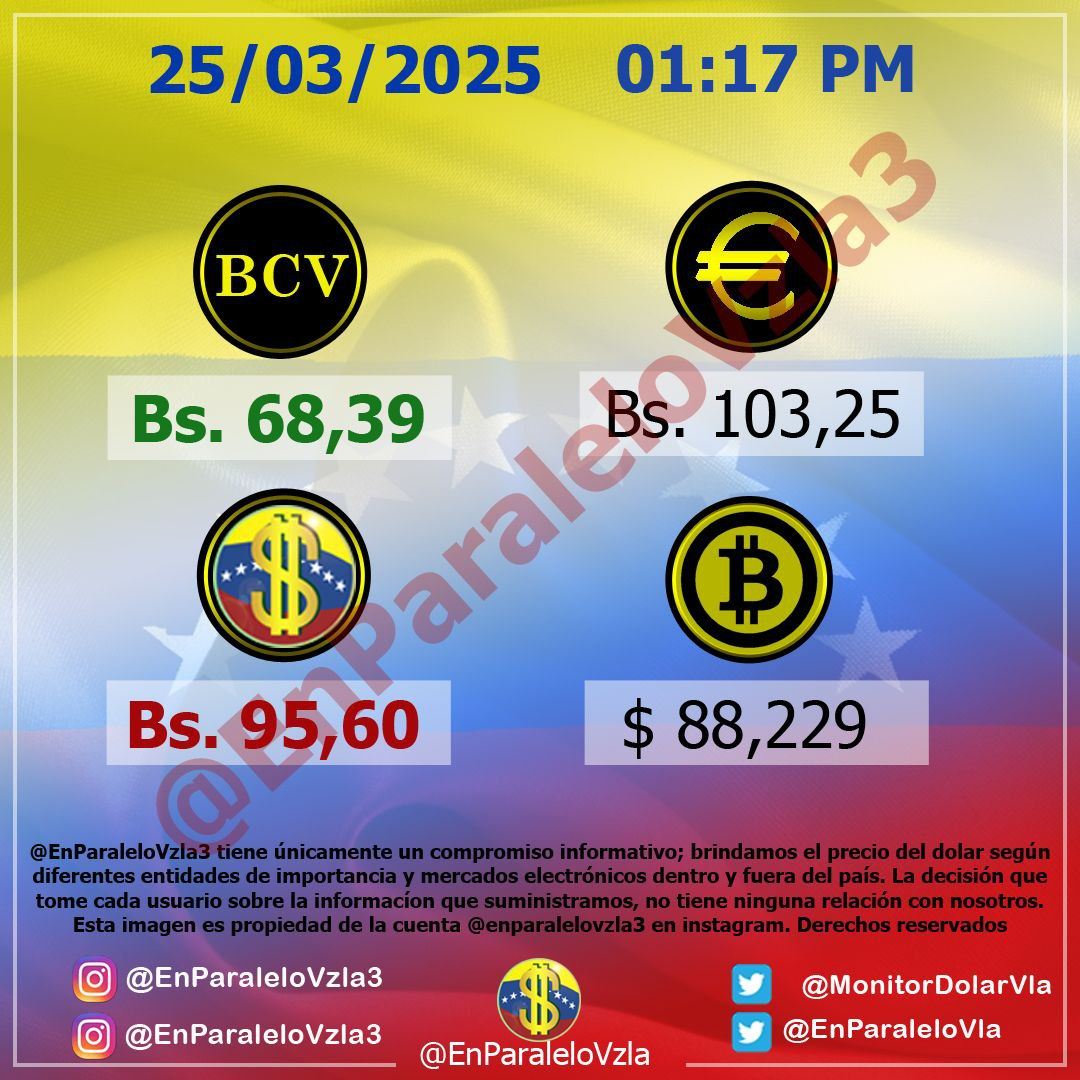 25/03/2025 01:17 PM
BCV
€
Bs. 68,39
Bs. 103,25
$
₿
Bs. 95,60
$ 88,229
@EnParaleloVzla3
@EnParaleloVzla3 tiene únicamente un compromiso informativo; brindamos el precio del dolar según
diferentes entidades de importancia y mercados electrónicos dentro y fuera del país. La decisión que
tome cada usuario sobre la informacíon que suministramos, no tiene ninguna relación con nosotros.
Esta imagen es propiedad de la cuenta @enparalelovzla3 en instagram. Derechos reservados
@EnParaleloVzla3
@MonitorDolarVla
@EnParaleloVzla3
@EnParaleloVla
@EnParaleloVzla